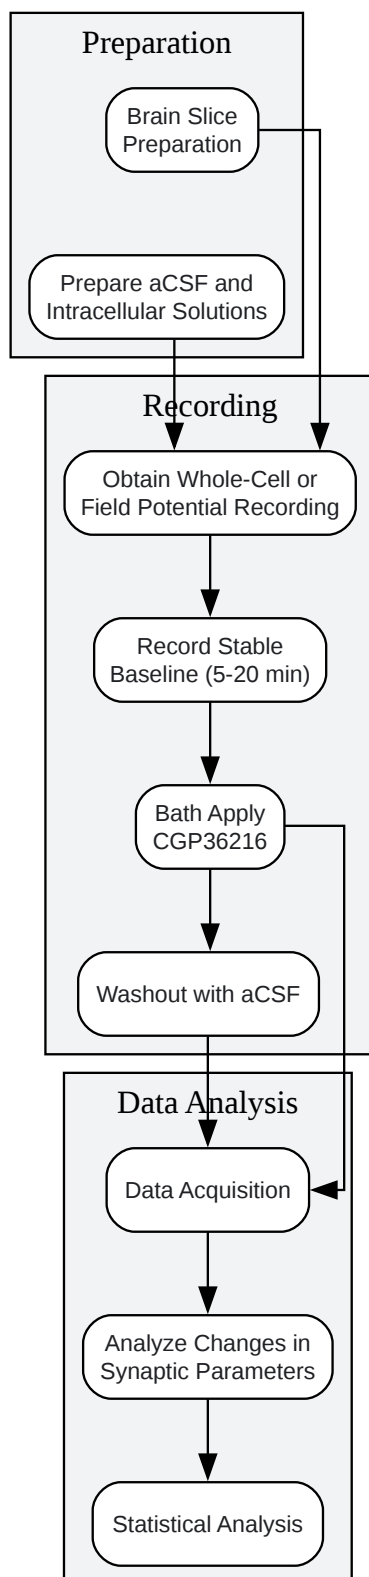 Preparation
Brain Slice
Preparation
Prepare aCSF and
Intracellular Solutions
Recording
Obtain Whole-Cell or
Field Potential Recording
Record Stable
Baseline (5-20 min)
Bath Apply
CGP36216
Washout with aCSF
Data Analysis
Data Acquisition
Analyze Changes in
Synaptic Parameters
Statistical Analysis